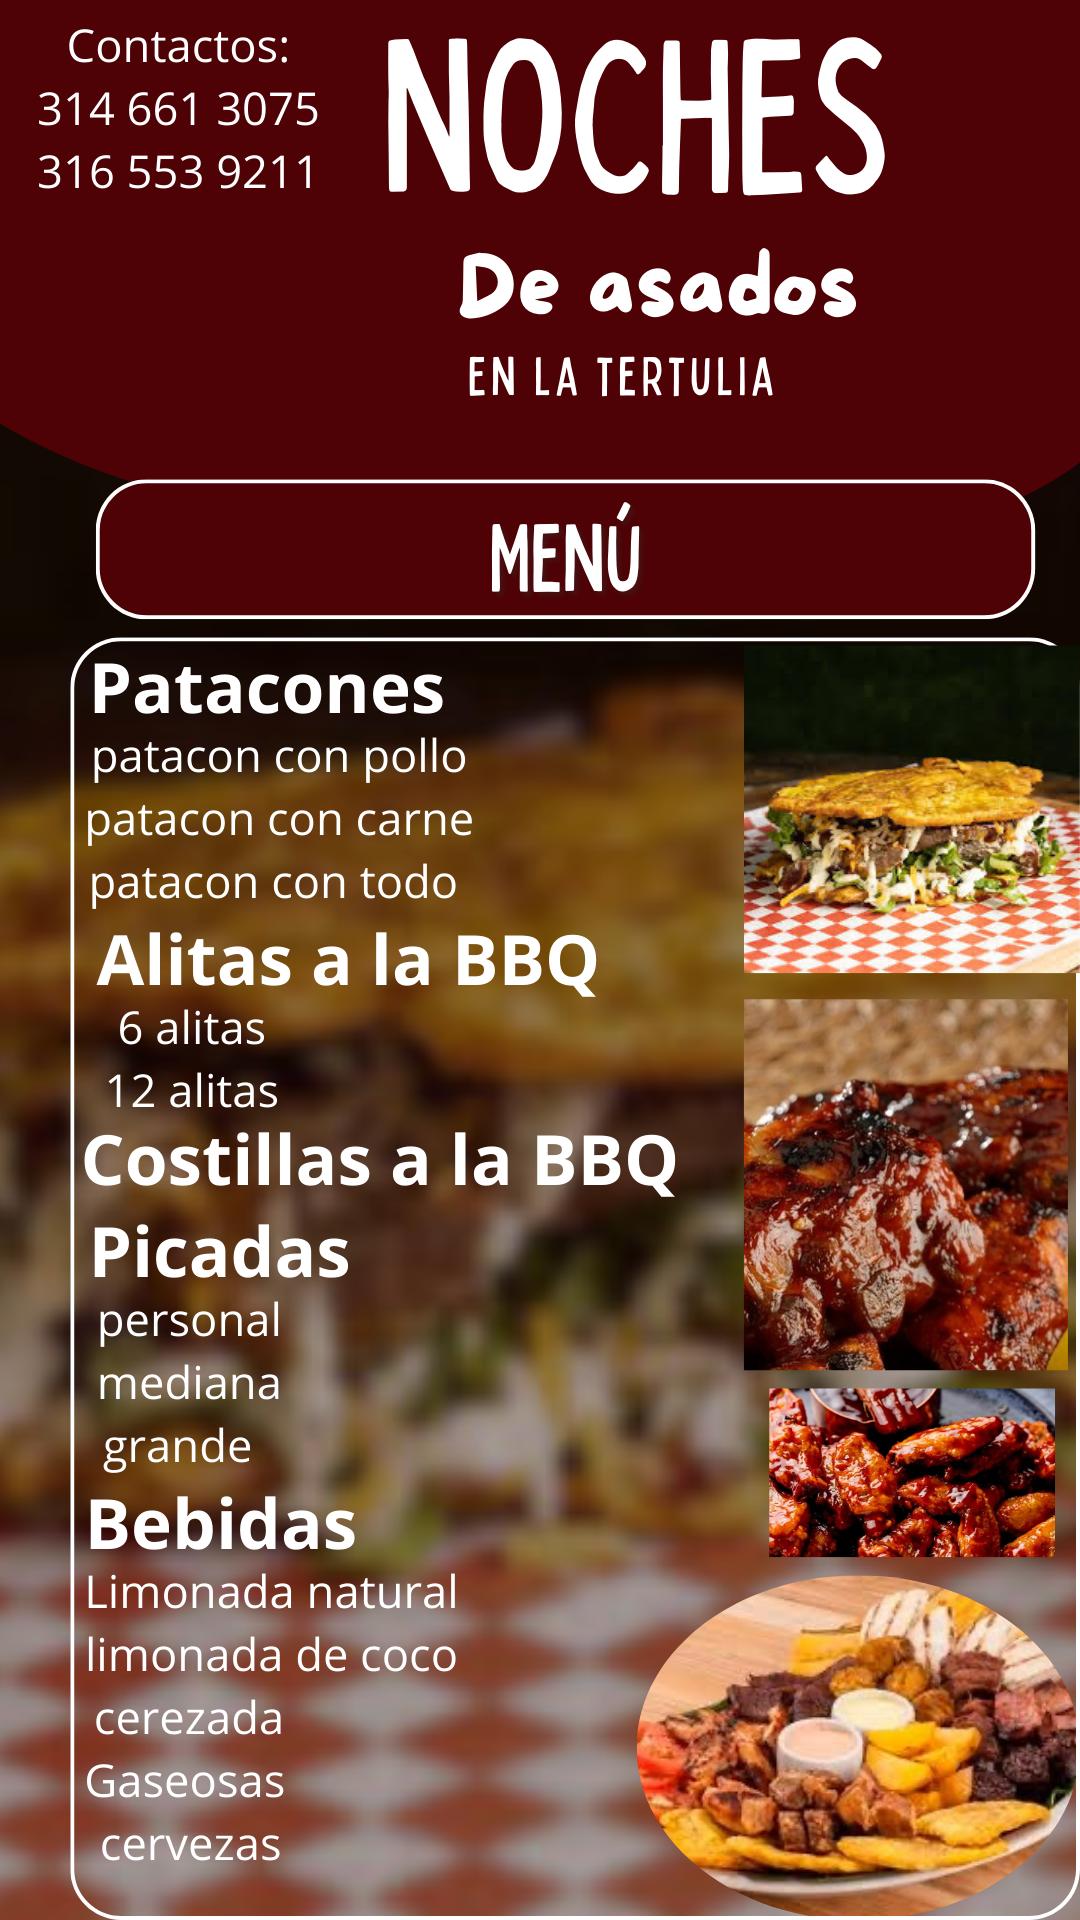 Contactos:
314 661 3075
316 553 9211
NOCHES
De asados
EN LA TERTULIA
MENÚ
Patacones
patacon con pollo
patacon con carne
patacon con todo
Alitas a la BBQ
6 alitas
12 alitas
Costillas a la BBQ
Picadas
personal
mediana
grande
Bebidas
Limonada natural
limonada de coco
cerezada
Gaseosas
cervezas